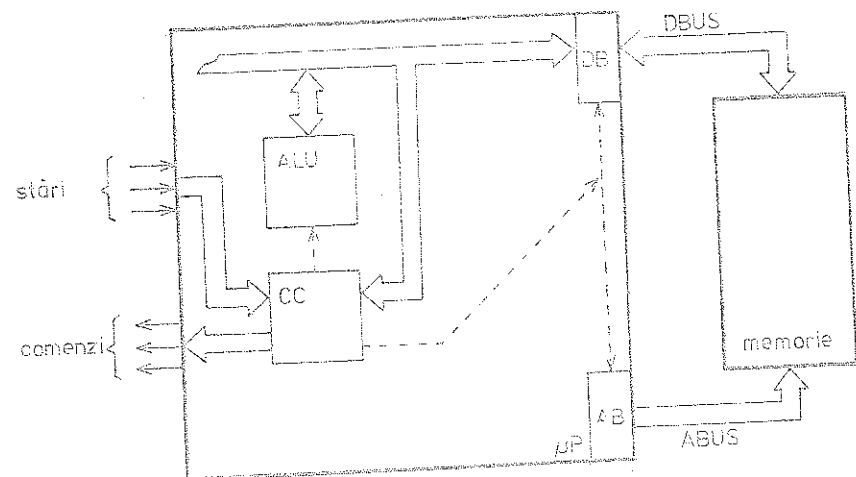 DBUS
DB
ALU
stări
CC
comenzi
memorie
AB
μP
ABUS